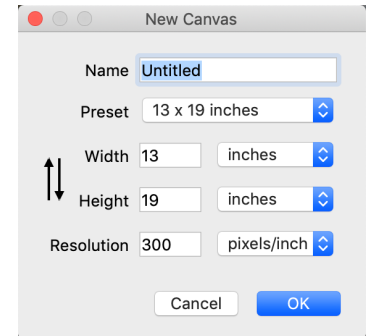 New Canvas
Name Untitled
Preset 13 x 19 inches
Width 13 inches
Height 19 inches
Resolution 300 pixels/inch
Cancel OK